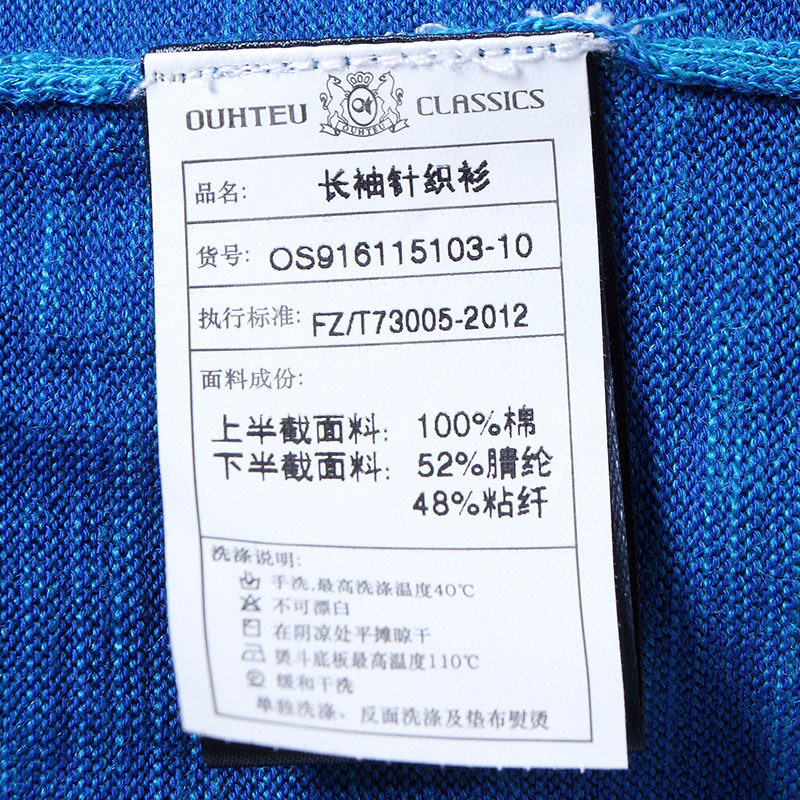 OUHTEU CLASSICS
OUHTEU
品名: 长袖针织衫
货号: OS916115103-10
执行标准: FZ/T73005-2012
面料成份:
上半截面料: 100%棉
下半截面料: 52%腈纶
48%粘纤
洗涤说明:
手洗,最高洗涤温度40℃
不可漂白
在阴凉处平摊晾干
熨斗底板最高温度110℃
缓和干洗
单独洗涤、反面洗涤及垫布熨烫